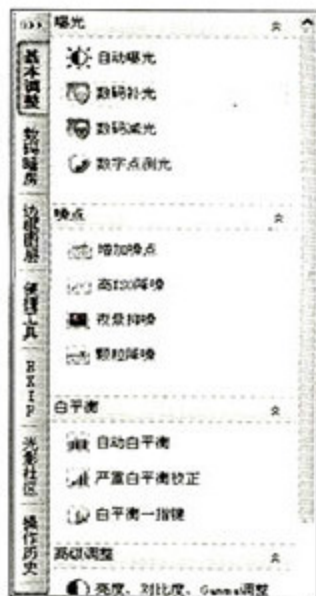 基本调整
数码暗房
边框图层
便捷工具
EXIF
光影社区
操作历史
曝光
自动曝光
数码补光
数码减光
数字点测光
噪点
增加噪点
高ISO降噪
夜景抑噪
颗粒降噪
白平衡
自动白平衡
严重白平衡校正
白平衡一指键
高级调整
亮度、对比度、Gamma调整